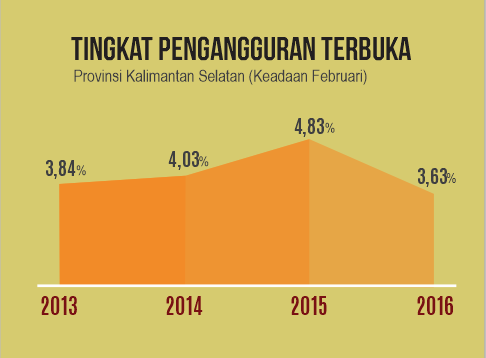 TINGKAT PENGANGGURAN TERBUKA
Provinsi Kalimantan Selatan (Keadaan Februari)
4,83%
4,03%
3,84%
3,63%
2013 2014 2015 2016